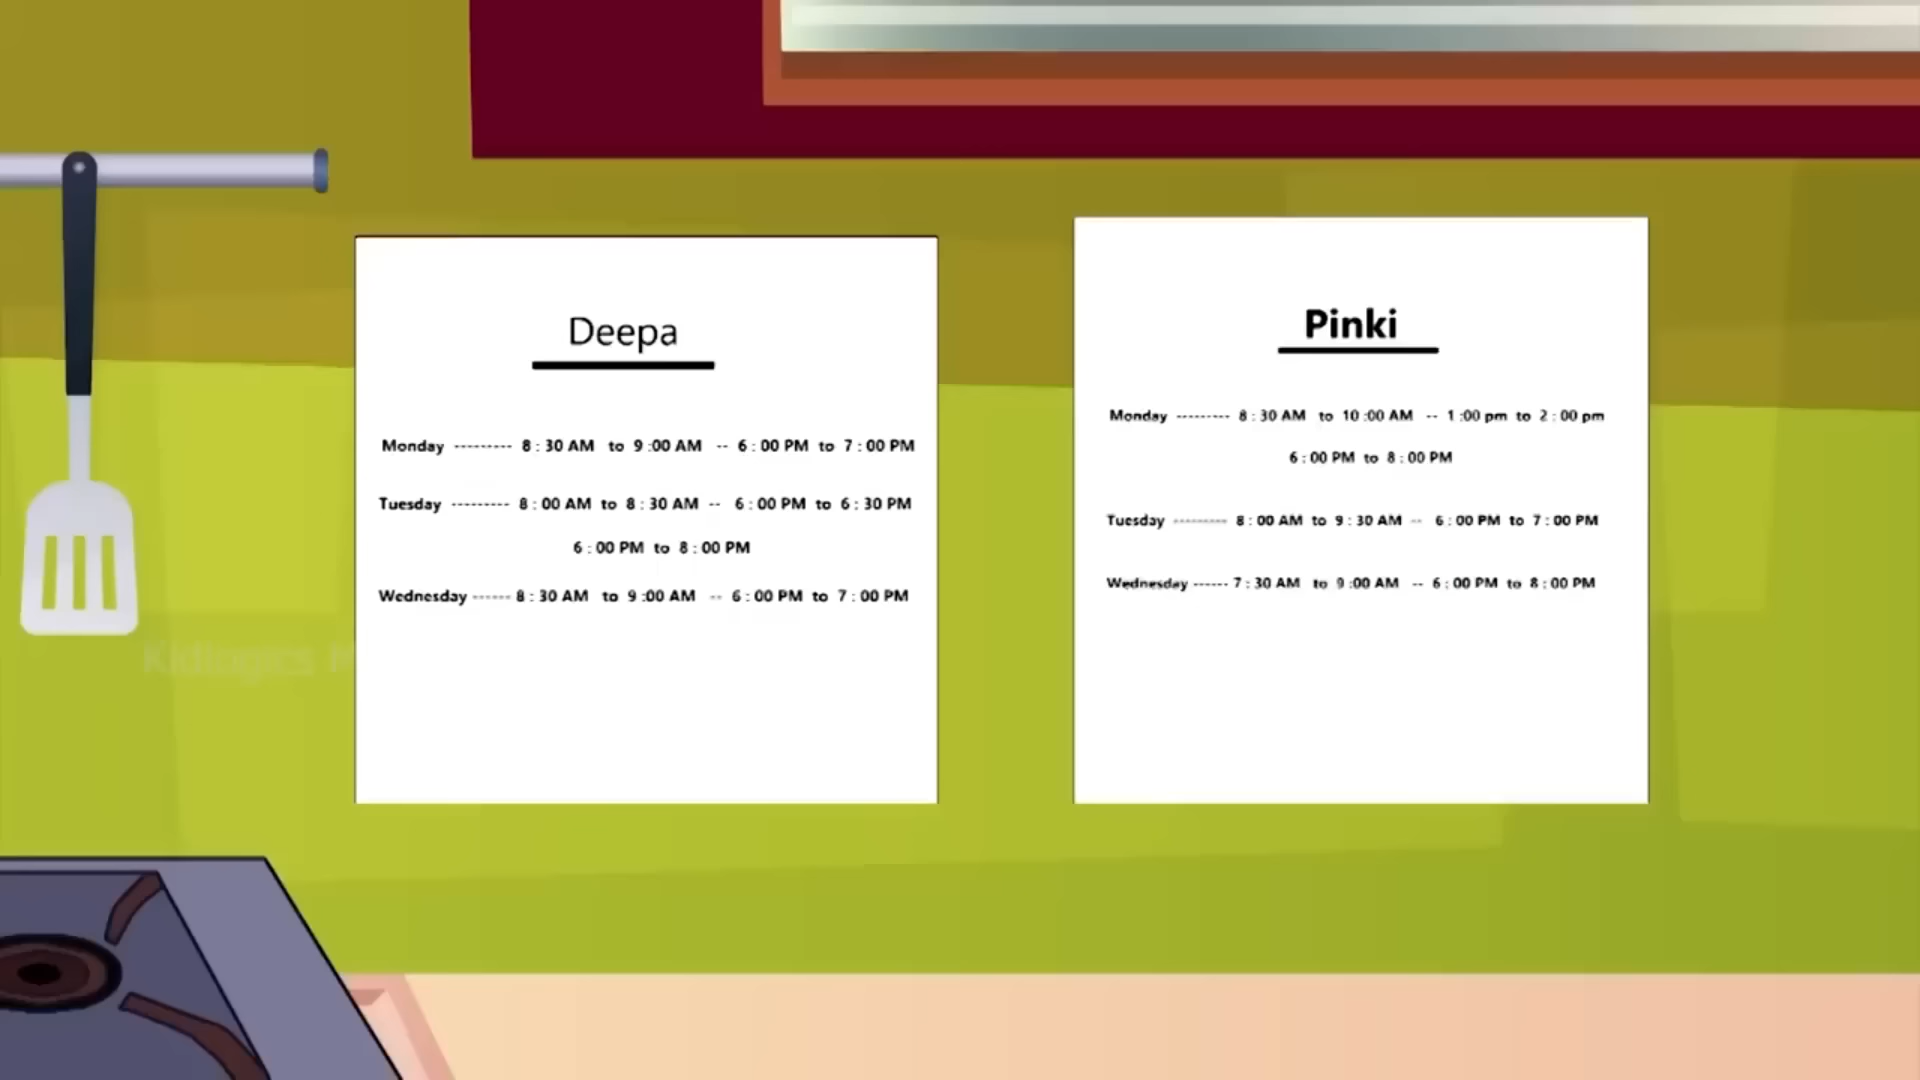 Deepa
Monday --------- 8 : 30 AM to 9 :00 AM -- 6 : 00 PM to 7 : 00 PM
Tuesday --------- 8 : 00 AM to 8 : 30 AM -- 6 : 00 PM to 6 : 30 PM
6 : 00 PM to 8 : 00 PM
Wednesday ------ 8 : 30 AM to 9 :00 AM -- 6 : 00 PM to 7 : 00 PM
Pinki
Monday --------- 8 : 30 AM to 10 :00 AM -- 1 :00 pm to 2 : 00 pm
6 : 00 PM to 8 : 00 PM
Tuesday --------- 8 : 00 AM to 9 : 30 AM -- 6 : 00 PM to 7 : 00 PM
Wednesday ------ 7 : 30 AM to 9 :00 AM -- 6 : 00 PM to 8 : 00 PM
Kidlogics